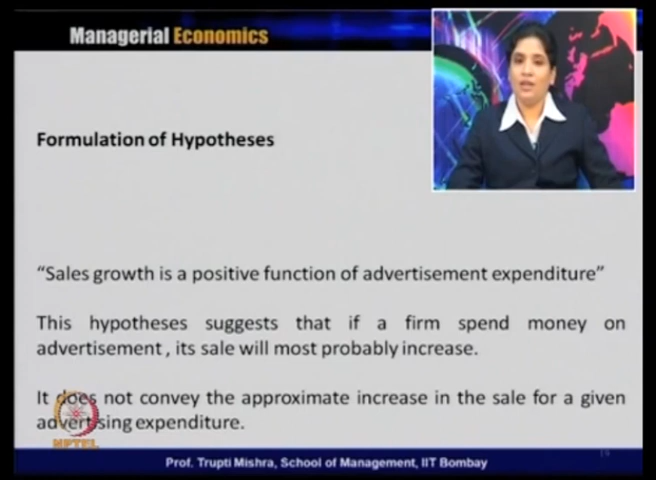 Managerial Economics
Formulation of Hypotheses
“Sales growth is a positive function of advertisement expenditure”
This hypotheses suggests that if a firm spend money on
advertisement , its sale will most probably increase.
It does not convey the approximate increase in the sale for a given
advertising expenditure.
NPTEL
Prof. Trupti Mishra, School of Management, IIT Bombay
19